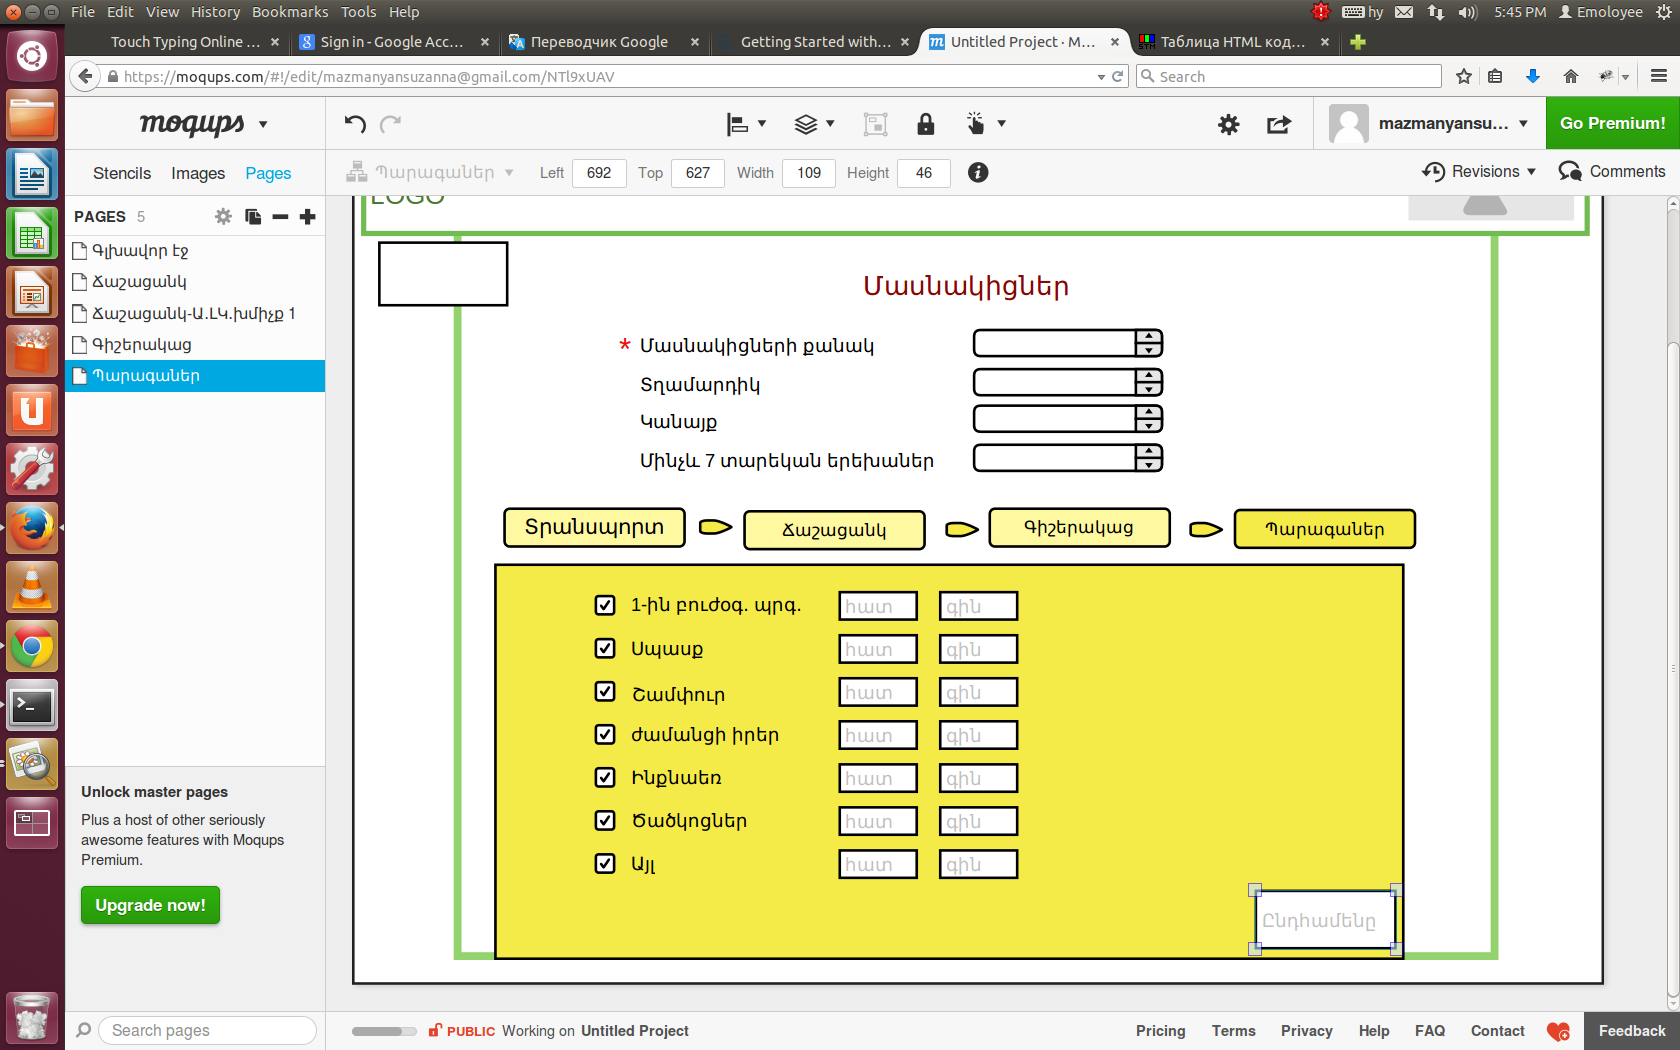 File Edit View History Bookmarks Tools Help
hy 5:45 PM Emoloyee
Touch Typing Online ... Sign in - Google Acc... Переводчик Google Getting Started with... Untitled Project · M... Таблица HTML код...
https://moqups.com/#!/edit/mazmanyansuzanna@gmail.com/NTl9xUAV Search
moqups mazmanyansu... Go Premium!
Stencils Images Pages Պարագաներ Left 692 Top 627 Width 109 Height 46 Revisions Comments
PAGES 5
Գլխավոր էջ
Ճաշացանկ
Ճաշացանկ-Ա.ԼԿ.խմիչք 1
Գիշերակաց
Պարագաներ
Unlock master pages
Plus a host of other seriously
awesome features with Moqups
Premium.
Upgrade now!
Search pages
LOGO
Մասնակիցներ
* Մասնակիցների քանակ
Տղամարդիկ
Կանայք
Մինչև 7 տարեկան երեխաներ
Տրանսպորտ Ճաշացանկ Գիշերակաց Պարագաներ
1-ին բուժօգ. պրգ. հատ գին
Սպասք հատ գին
Շամփուր հատ գին
ժամանցի իրեր հատ գին
Ինքնաեռ հատ գին
Ծածկոցներ հատ գին
Այլ հատ գին
Ընդհամենը
PUBLIC Working on Untitled Project Pricing Terms Privacy Help FAQ Contact Feedback